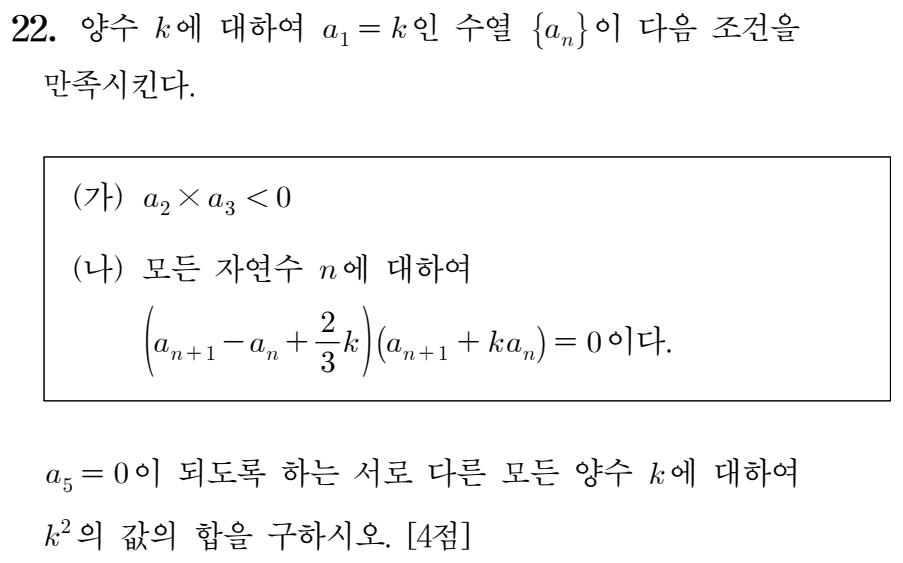 22. 양수 k에 대하여 a₁ = k인 수열 {aₙ}이 다음 조건을
만족시킨다.
(가) a₂ × a₃ < 0
(나) 모든 자연수 n에 대하여
(aₙ₊₁ − aₙ + 2/3 k)(aₙ₊₁ + kaₙ) = 0이다.
a₅ = 0이 되도록 하는 서로 다른 모든 양수 k에 대하여
k²의 값의 합을 구하시오. [4점]